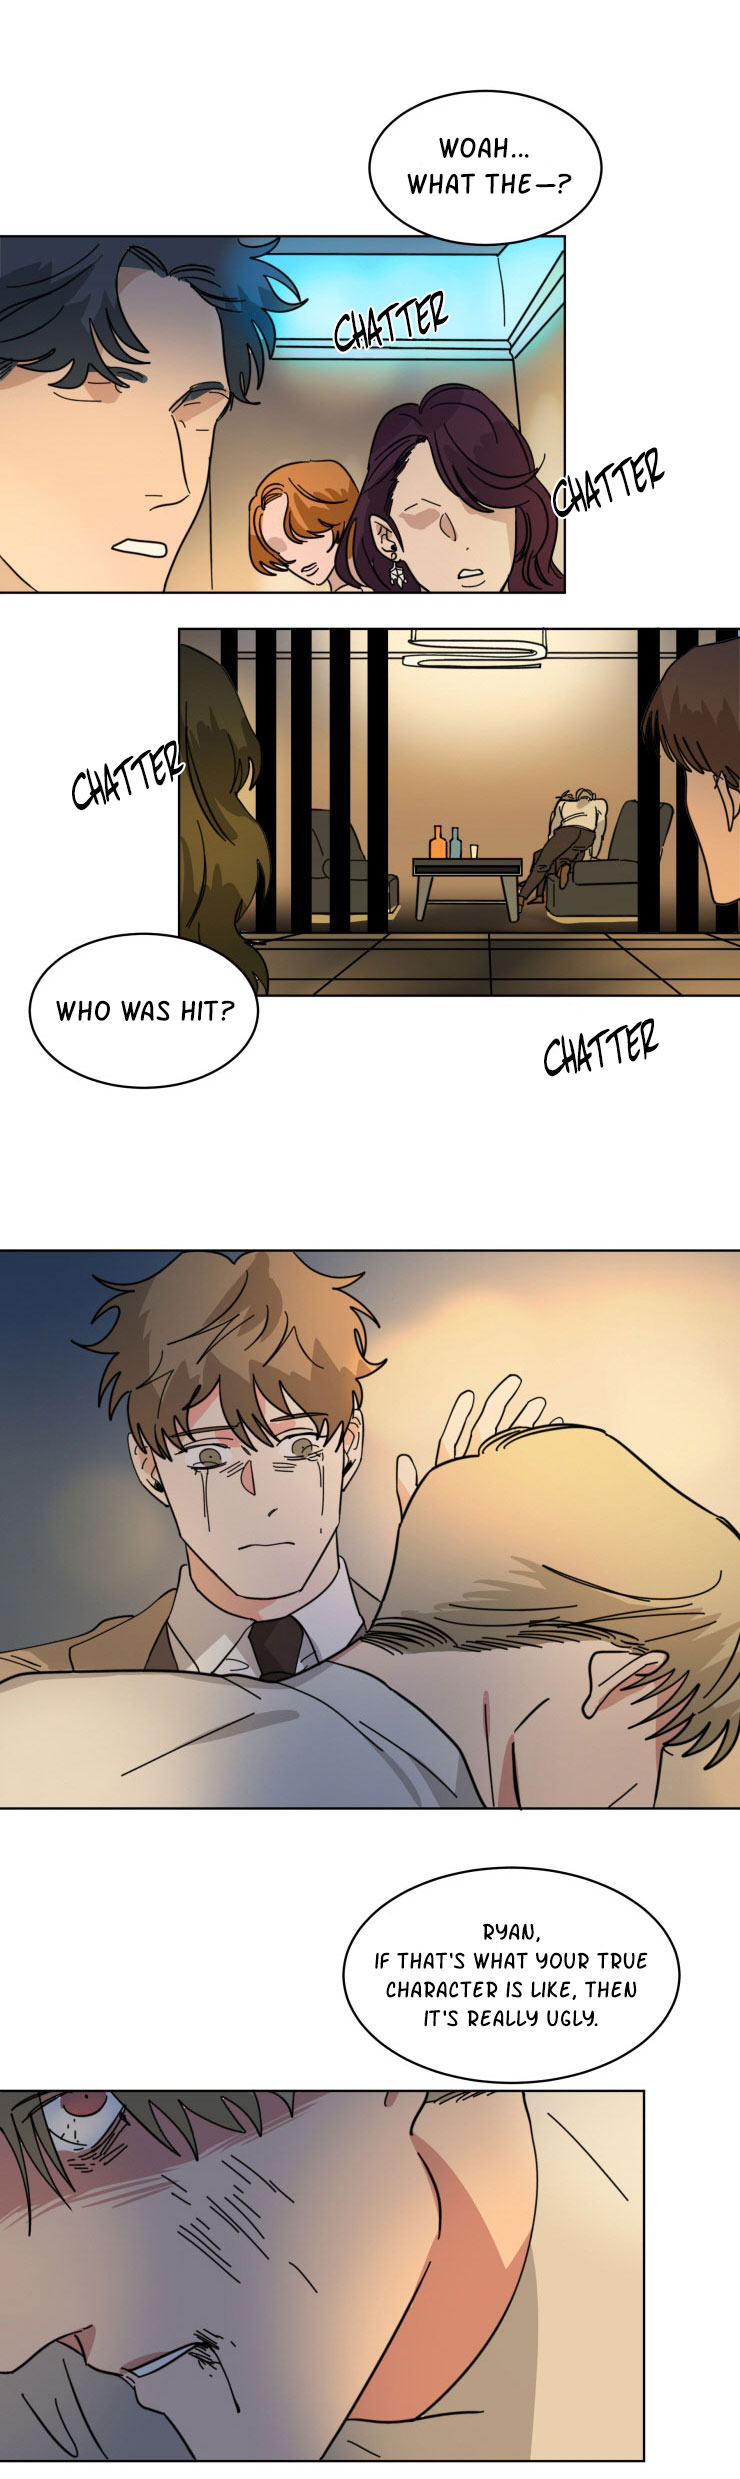 WOAH...
WHAT THE—?
CHATTER
CHATTER
CHATTER
WHO WAS HIT?
CHATTER
RYAN,
IF THAT'S WHAT YOUR TRUE
CHARACTER IS LIKE, THEN
IT'S REALLY UGLY.